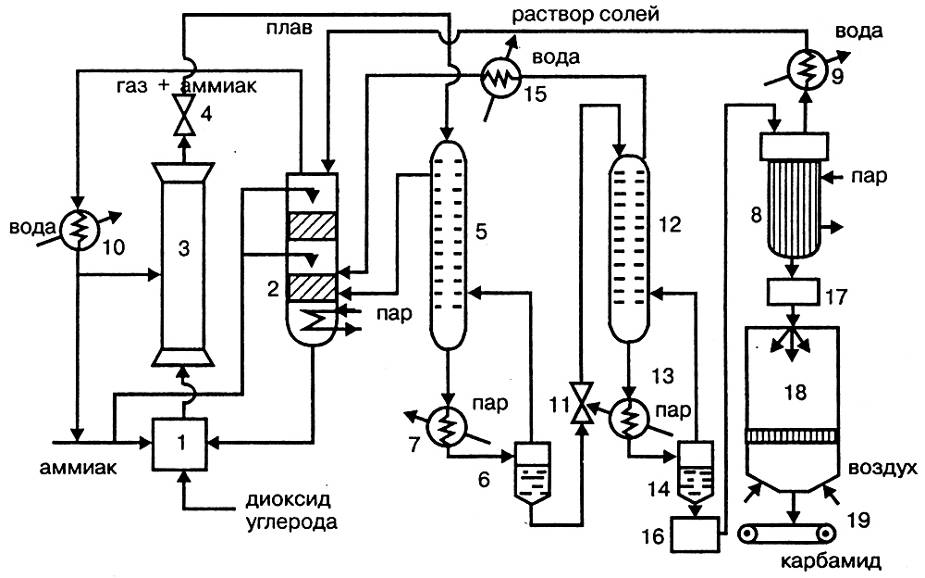 плав
раствор солей
вода
вода
газ + аммиак
4
15
9
пар
вода
10
3
5
12
8
2
17
пар
13
пар
11
пар
18
7
1
аммиак
6
14
воздух
диоксид
углерода
16
19
карбамид